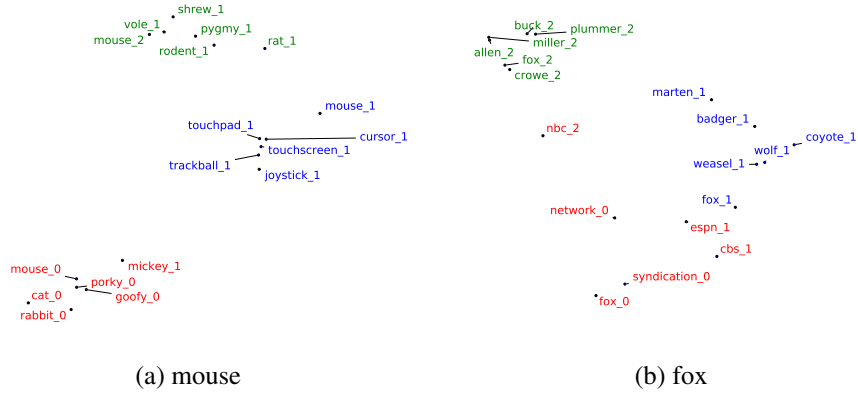 shrew_1
vole_1
pygmy_1
mouse_2
rodent_1
rat_1
mouse_1
touchpad_1
cursor_1
touchscreen_1
trackball_1
joystick_1
mickey_1
mouse_0
porky_0
cat_0
goofy_0
rabbit_0
(a) mouse
buck_2
plummer_2
miller_2
allen_2
fox_2
crowe_2
marten_1
badger_1
nbc_2
coyote_1
wolf_1
weasel_1
fox_1
network_0
espn_1
cbs_1
syndication_0
fox_0
(b) fox